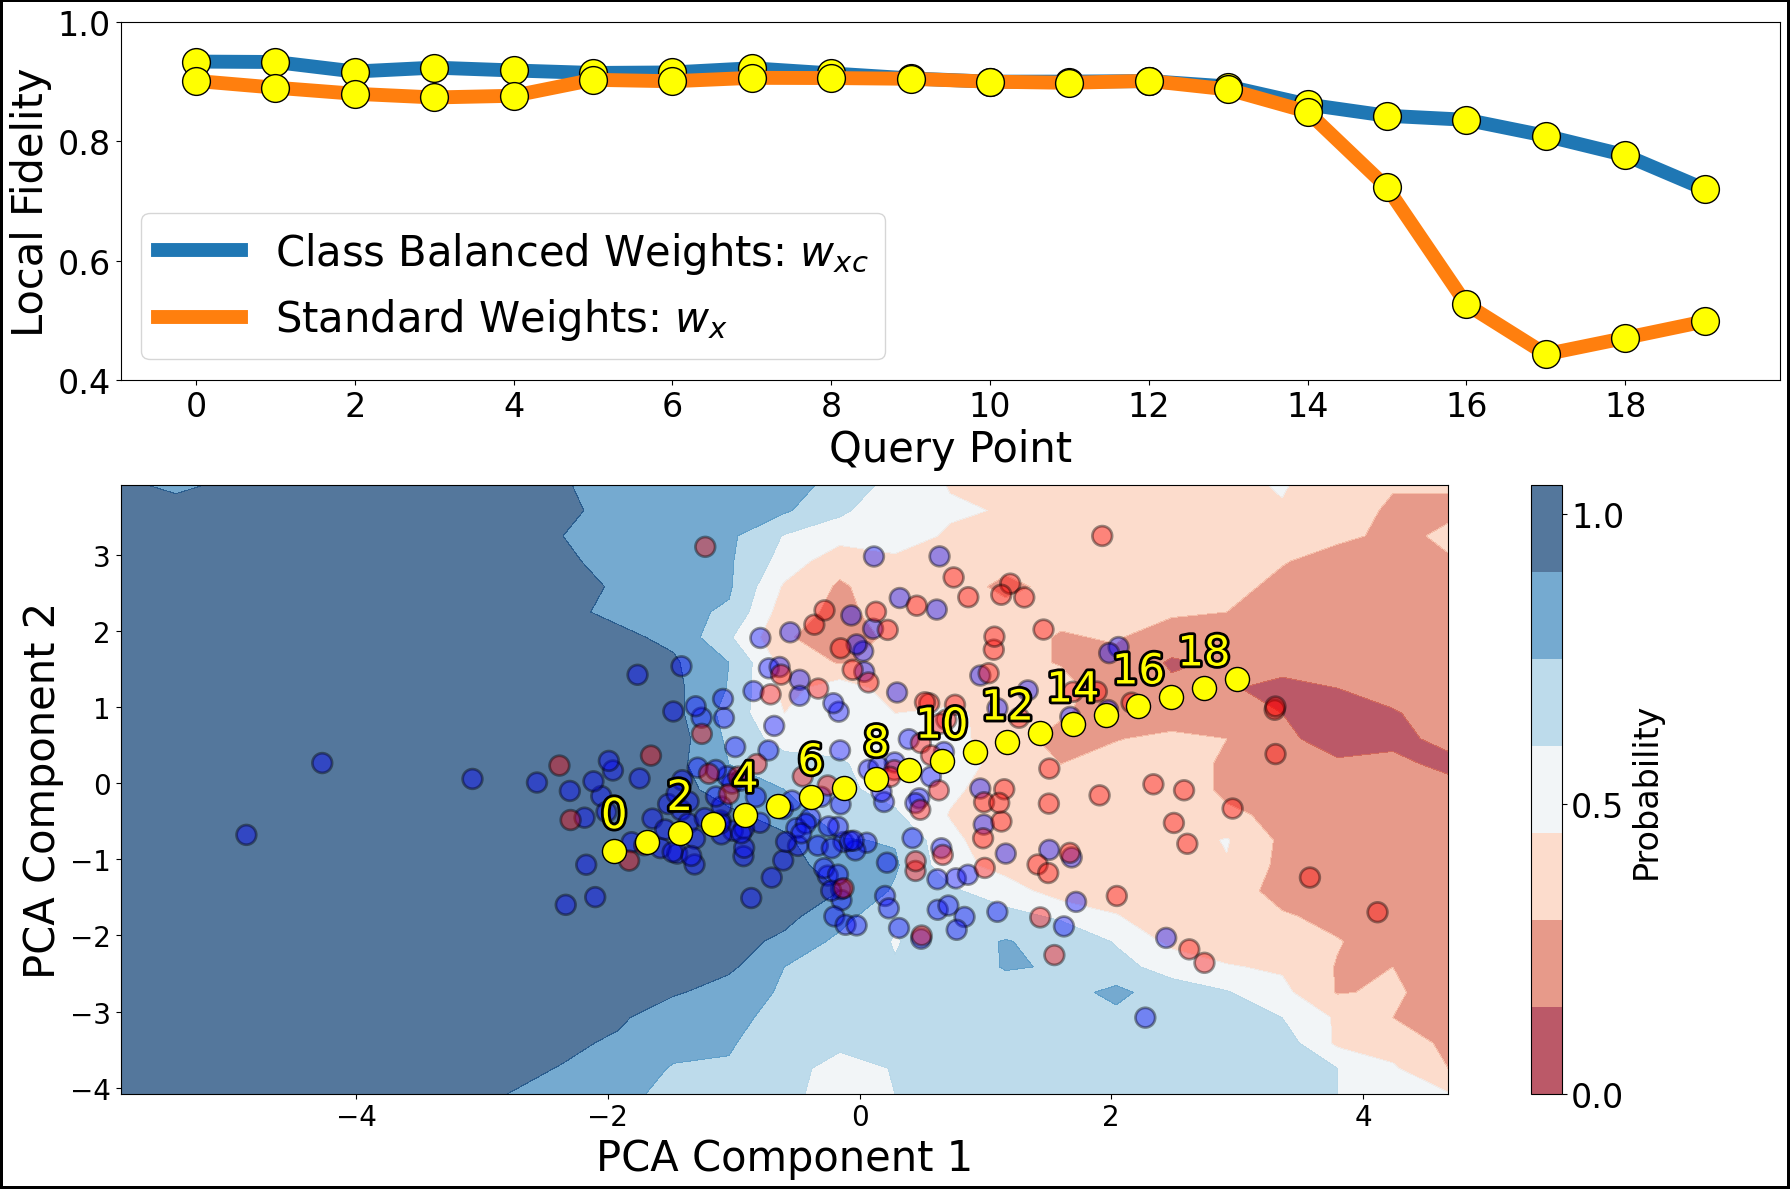 1.0
0.8
0.6
0.4
Local Fidelity
Class Balanced Weights: w_{xc}
Standard Weights: w_x
0 2 4 6 8 10 12 14 16 18
Query Point
3
2
1
0
−1
−2
−3
−4
PCA Component 2
0 2 4 6 8 10 12 14 16 18
−4 −2 0 2 4
PCA Component 1
1.0
0.5
0.0
Probability